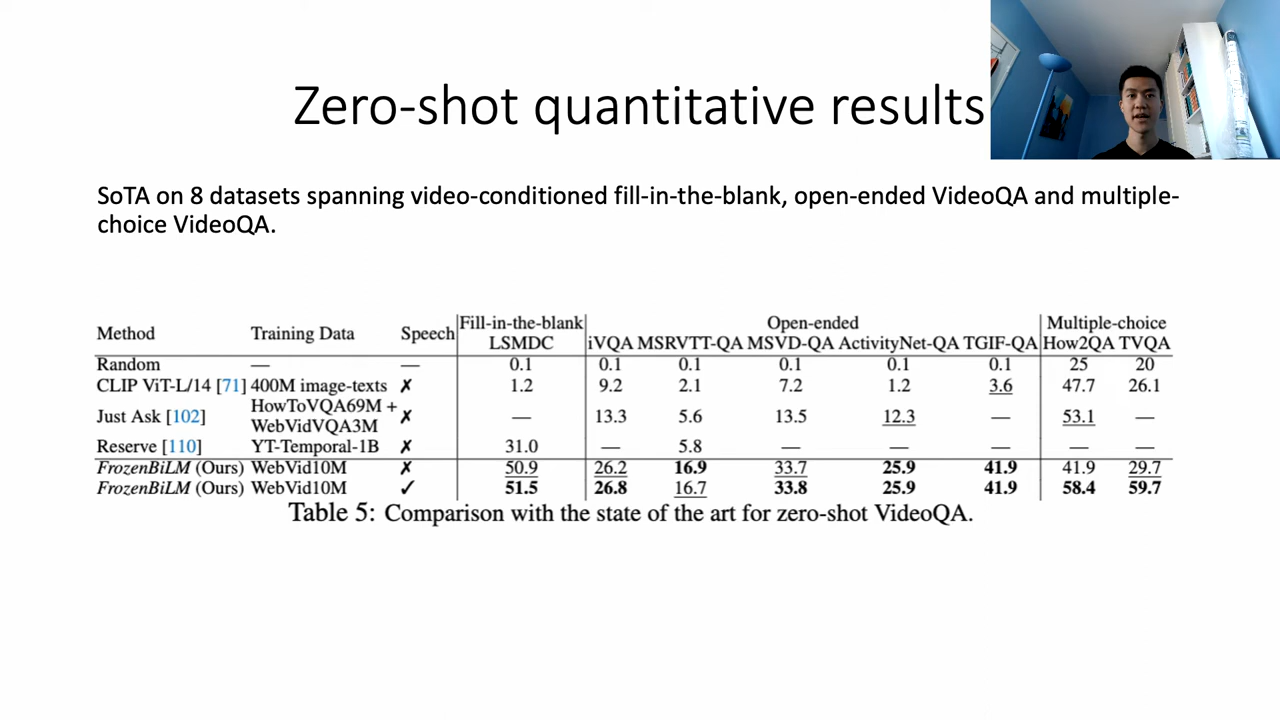 Zero-shot quantitative results
SoTA on 8 datasets spanning video-conditioned fill-in-the-blank, open-ended VideoQA and multiple-
choice VideoQA.
Method Training Data Speech Fill-in-the-blank LSMDC Open-ended iVQA MSRVTT-QA MSVD-QA ActivityNet-QA TGIF-QA Multiple-choice How2QA TVQA
Random — — 0.1 0.1 0.1 0.1 0.1 0.1 25 20
CLIP ViT-L/14 [71] 400M image-texts ✗ 1.2 9.2 2.1 7.2 1.2 3.6 47.7 26.1
Just Ask [102] HowToVQA69M + WebVidVQA3M ✗ — 13.3 5.6 13.5 12.3 — 53.1 —
Reserve [110] YT-Temporal-1B ✗ 31.0 — 5.8 — — — — —
FrozenBiLM (Ours) WebVid10M ✗ 50.9 26.2 16.9 33.7 25.9 41.9 41.9 29.7
FrozenBiLM (Ours) WebVid10M ✓ 51.5 26.8 16.7 33.8 25.9 41.9 58.4 59.7
Table 5: Comparison with the state of the art for zero-shot VideoQA.